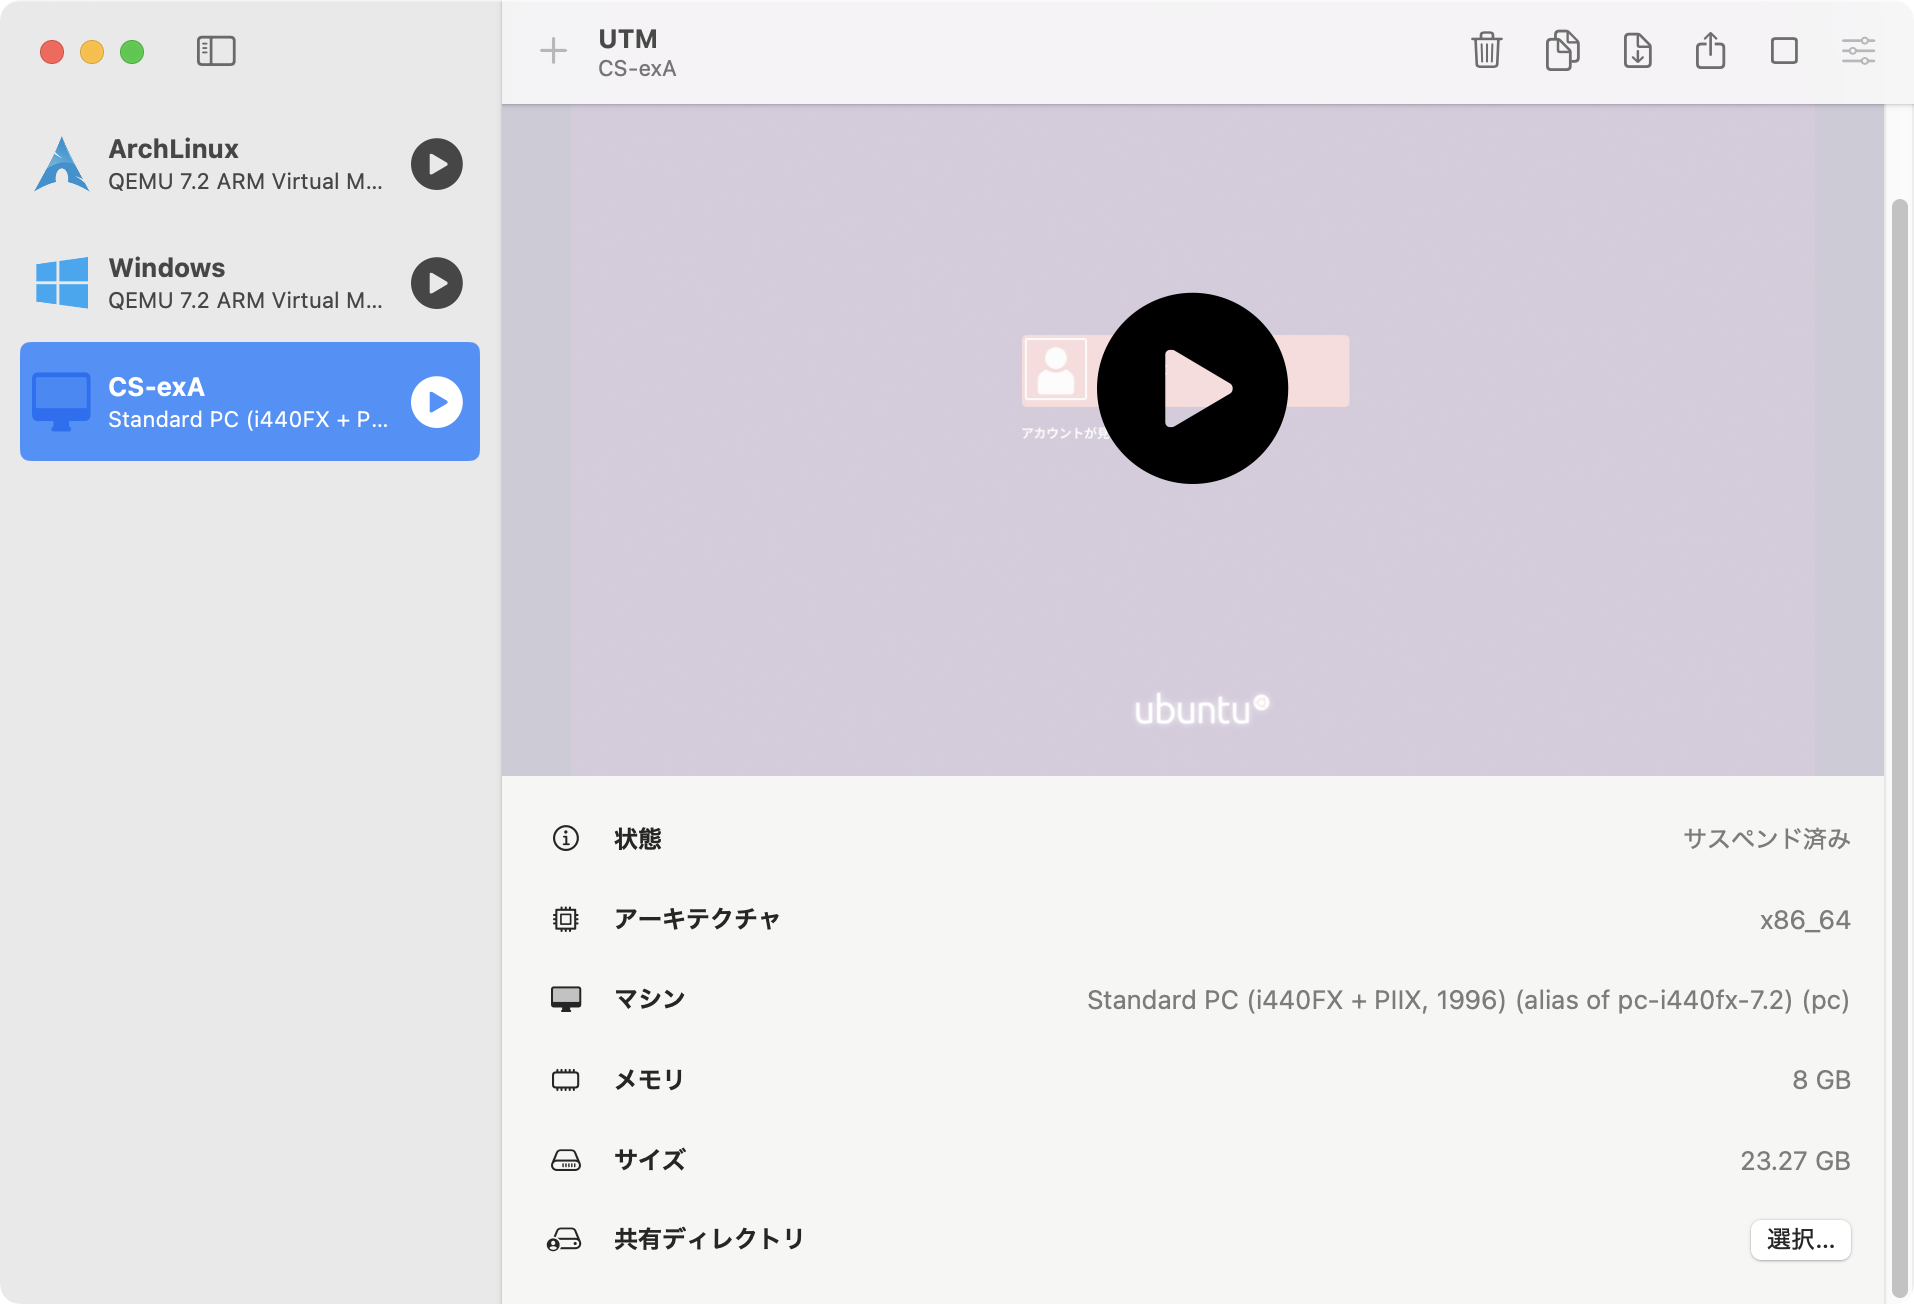 UTM
CS-exA
ArchLinux
QEMU 7.2 ARM Virtual M...
Windows
QEMU 7.2 ARM Virtual M...
CS-exA
Standard PC (i440FX + P...
アカウントが見
ubuntu
状態 サスペンド済み
アーキテクチャ x86_64
マシン Standard PC (i440FX + PIIX, 1996) (alias of pc-i440fx-7.2) (pc)
メモリ 8 GB
サイズ 23.27 GB
共有ディレクトリ 選択...